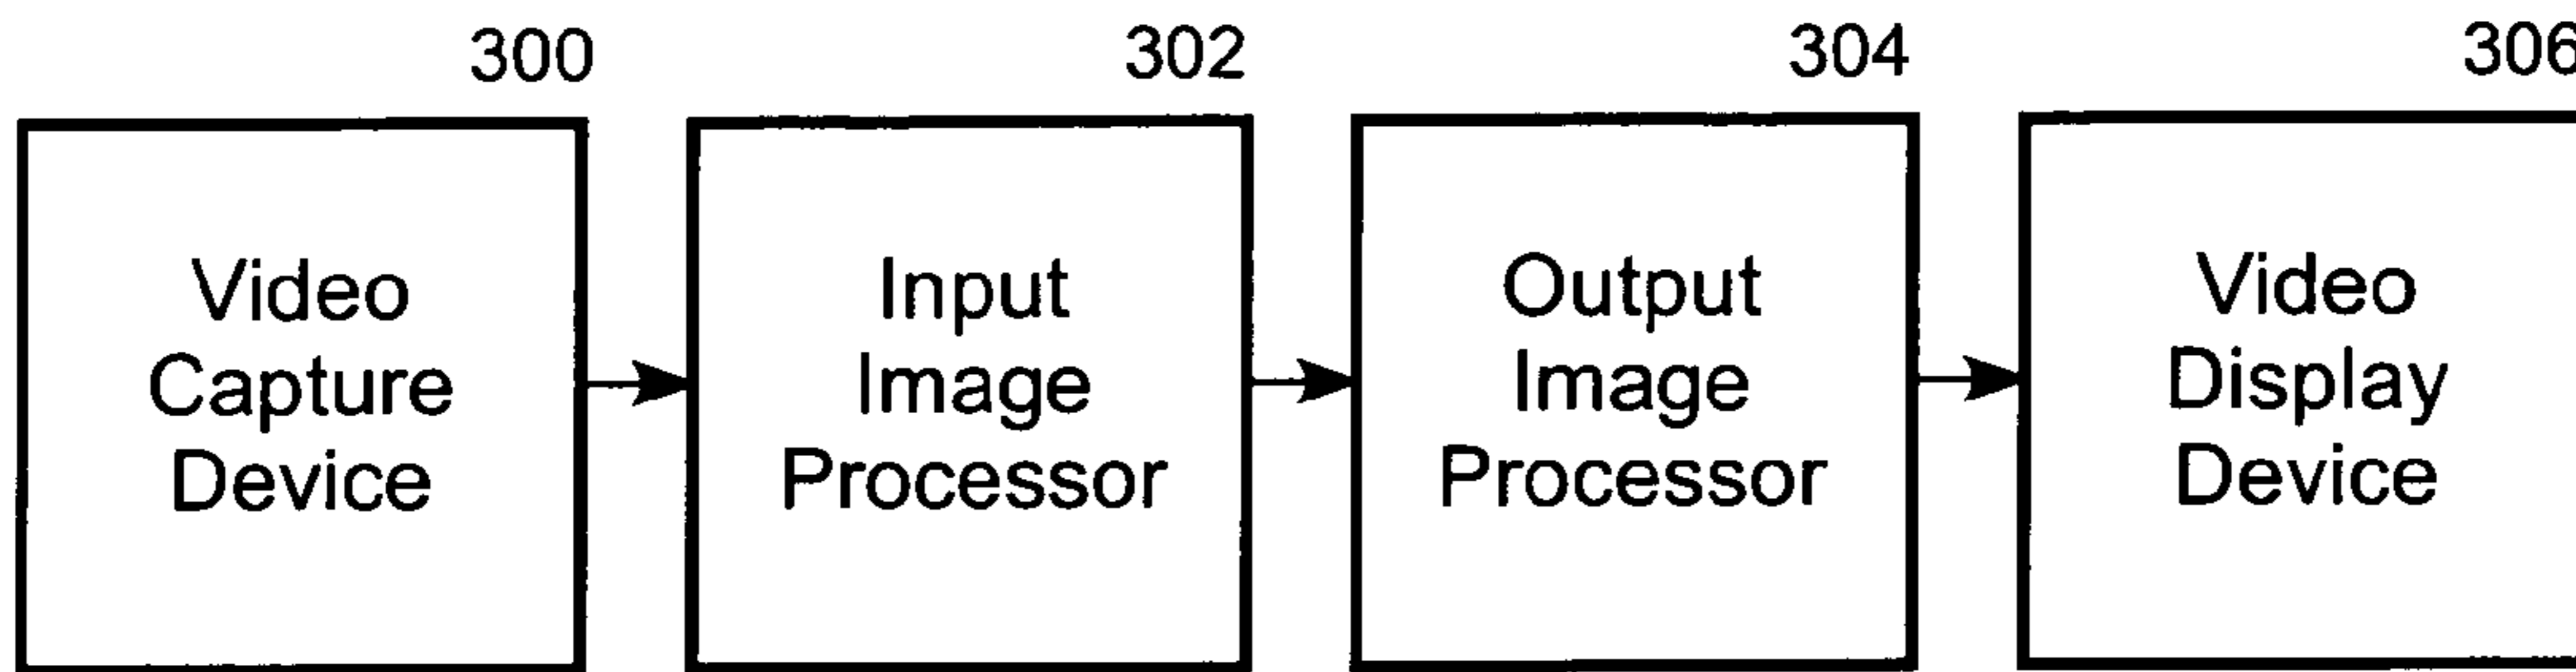 300
302
304
306
Video
Capture
Device
Input
Image
Processor
Output
Image
Processor
Video
Display
Device